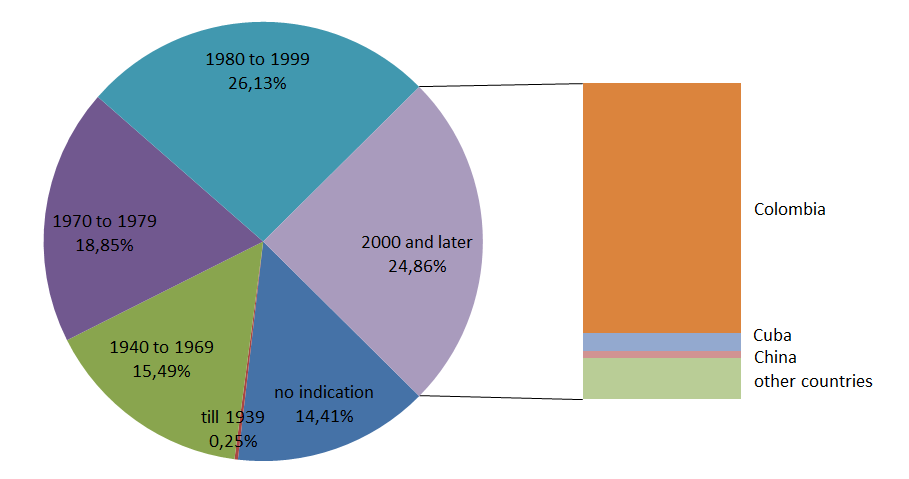 1980 to 1999
26,13%
1970 to 1979
18,85%
2000 and later
24,86%
1940 to 1969
15,49%
no indication
14,41%
till 1939
0,25%
Colombia
Cuba
China
other countries